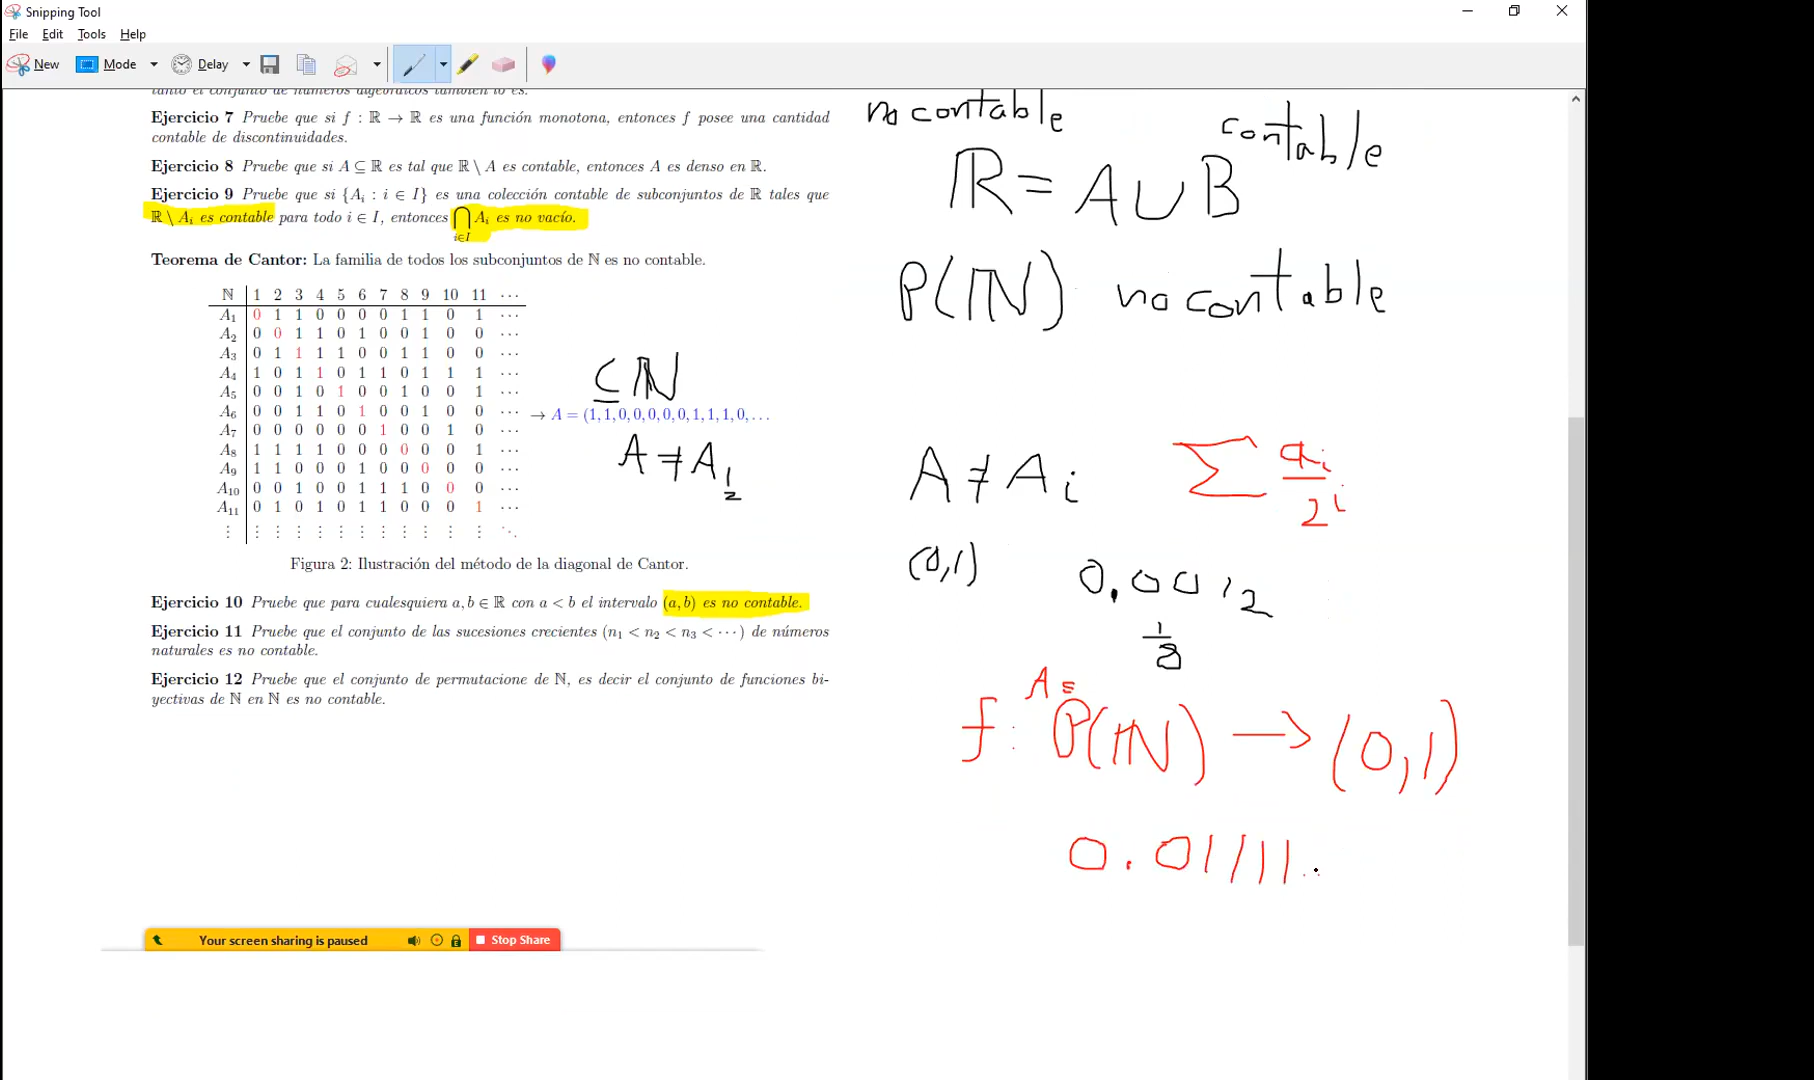 Snipping Tool
File Edit Tools Help
New Mode Delay
tanto el conjunto de números algebraicos también lo es.
Ejercicio 7 Pruebe que si f : ℝ → ℝ es una función monotona, entonces f posee una cantidad
contable de discontinuidades.
Ejercicio 8 Pruebe que si A ⊆ ℝ es tal que ℝ \ A es contable, entonces A es denso en ℝ.
Ejercicio 9 Pruebe que si {Aᵢ : i ∈ I} es una colección contable de subconjuntos de ℝ tales que
ℝ \ Aᵢ es contable para todo i ∈ I, entonces ⋂ Aᵢ es no vacío.
i∈I
Teorema de Cantor: La familia de todos los subconjuntos de ℕ es no contable.
ℕ 1 2 3 4 5 6 7 8 9 10 11 ⋯
A₁ 0 1 1 0 0 0 0 1 1 0 1 ⋯
A₂ 0 0 1 1 0 1 0 0 1 0 0 ⋯
A₃ 0 1 1 1 1 0 0 1 1 0 0 ⋯
A₄ 1 0 1 1 0 1 1 0 1 1 1 ⋯
A₅ 0 0 1 0 1 0 0 1 0 0 1 ⋯
A₆ 0 0 1 1 0 1 0 0 1 0 0 ⋯
A₇ 0 0 0 0 0 0 1 0 0 1 0 ⋯
A₈ 1 1 1 1 0 0 0 0 0 0 1 ⋯
A₉ 1 1 0 0 0 1 0 0 0 0 0 ⋯
A₁₀ 0 0 1 0 0 1 1 1 0 0 0 ⋯
A₁₁ 0 1 0 1 0 1 1 0 0 0 1 ⋯
⋮ ⋮ ⋮ ⋮ ⋮ ⋮ ⋮ ⋮ ⋮ ⋮ ⋮ ⋮ ⋱
→ A = (1, 1, 0, 0, 0, 0, 0, 1, 1, 1, 0, …
Figura 2: Ilustración del método de la diagonal de Cantor.
Ejercicio 10 Pruebe que para cualesquiera a, b ∈ ℝ con a < b el intervalo (a, b) es no contable.
Ejercicio 11 Pruebe que el conjunto de las sucesiones crecientes (n₁ < n₂ < n₃ < ⋯) de números
naturales es no contable.
Ejercicio 12 Pruebe que el conjunto de permutacione de ℕ, es decir el conjunto de funciones bi-
yectivas de ℕ en ℕ es no contable.
Your screen sharing is paused Stop Share
⊆ ℕ
A ≠ A₁
2
no contable
contable
ℝ = A ∪ B
P(ℕ) no contable
A ≠ Aᵢ
∑ aᵢ/2ⁱ
(0,1)
0.001₂
1/8
A ⊆
f: P(ℕ) → (0,1)
0.01111..